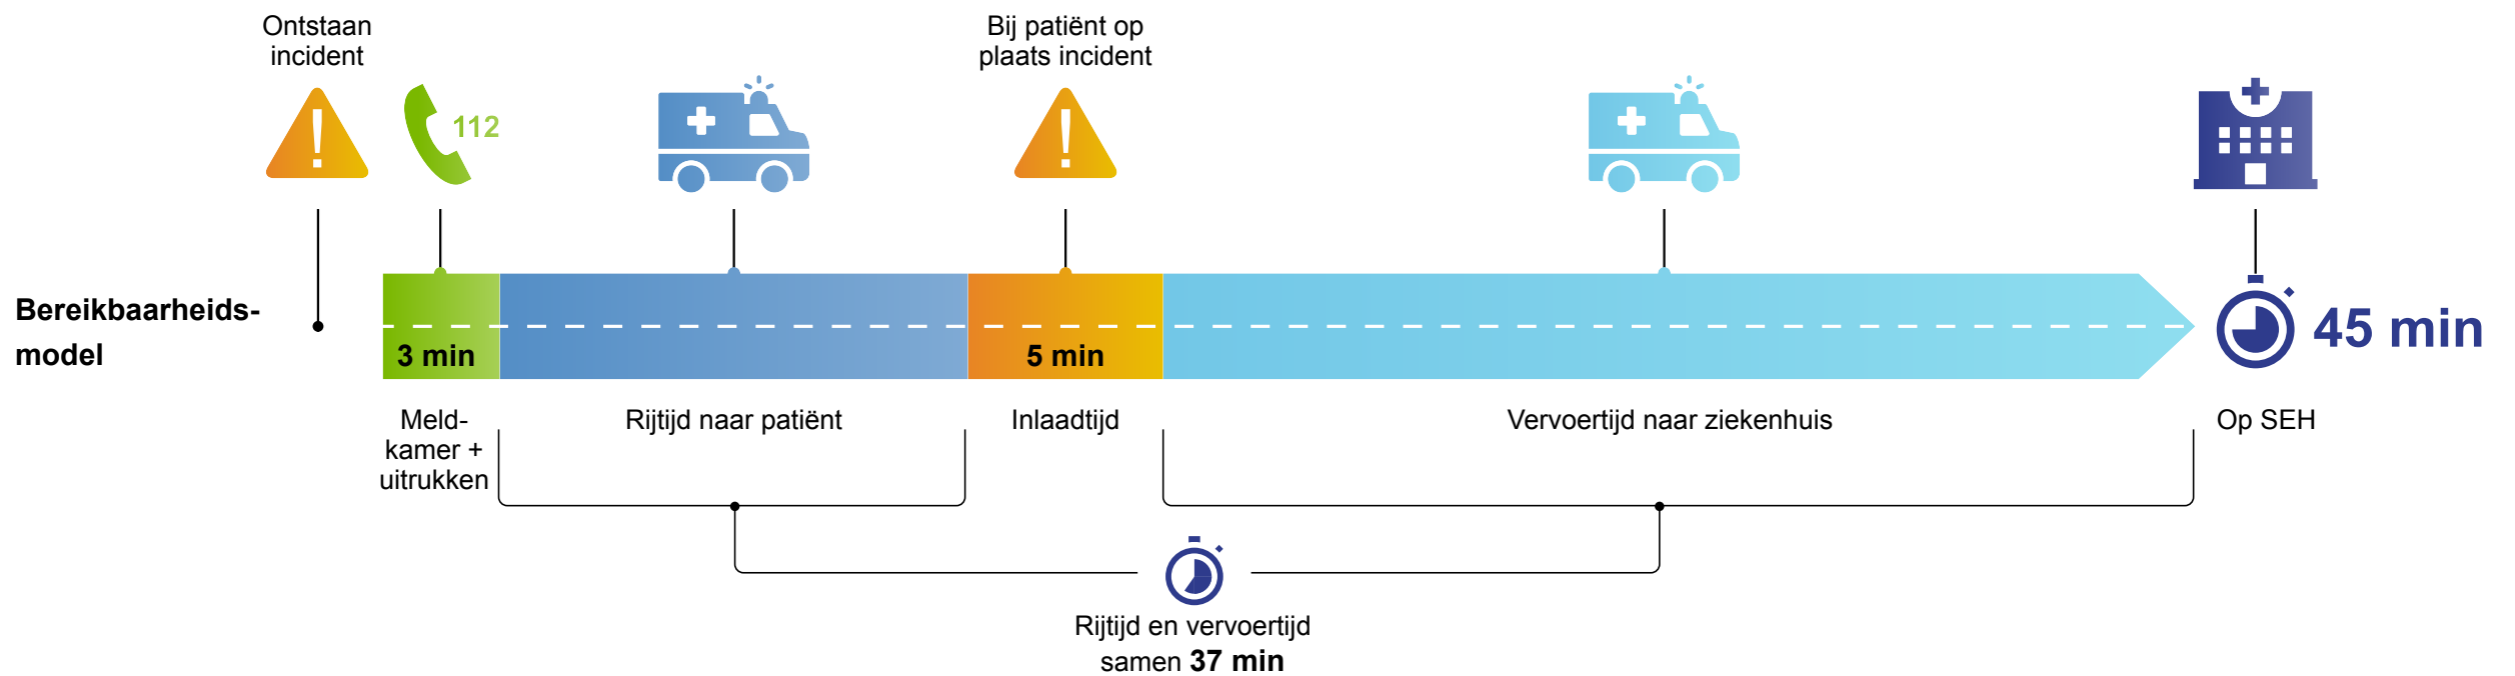 Ontstaan
incident
112
Bij patiënt op
plaats incident
Bereikbaarheids-
model
3 min
5 min
45 min
Meld-
kamer +
uitrukken
Rijtijd naar patiënt
Inlaadtijd
Vervoertijd naar ziekenhuis
Op SEH
Rijtijd en vervoertijd
samen 37 min